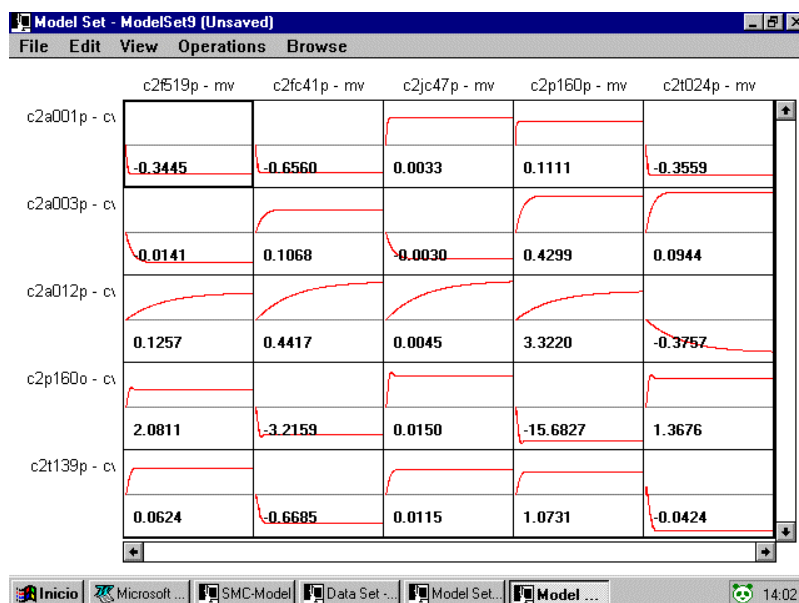 Model Set - ModelSet9 (Unsaved)
File Edit View Operations Browse
c2f519p - mv c2fc41p - mv c2jc47p - mv c2p160p - mv c2t024p - mv
c2a001p - cv
-0.3445 -0.6560 0.0033 0.1111 -0.3559
c2a003p - cv
-0.0141 0.1068 -0.0030 0.4299 0.0944
c2a012p - cv
0.1257 0.4417 0.0045 3.3220 -0.3757
c2p160o - cv
2.0811 -3.2159 0.0150 -15.6827 1.3676
c2t139p - cv
0.0624 -0.6685 0.0115 1.0731 -0.0424
Inicio Microsoft ... SMC-Model Data Set -... Model Set... Model ... 14:02